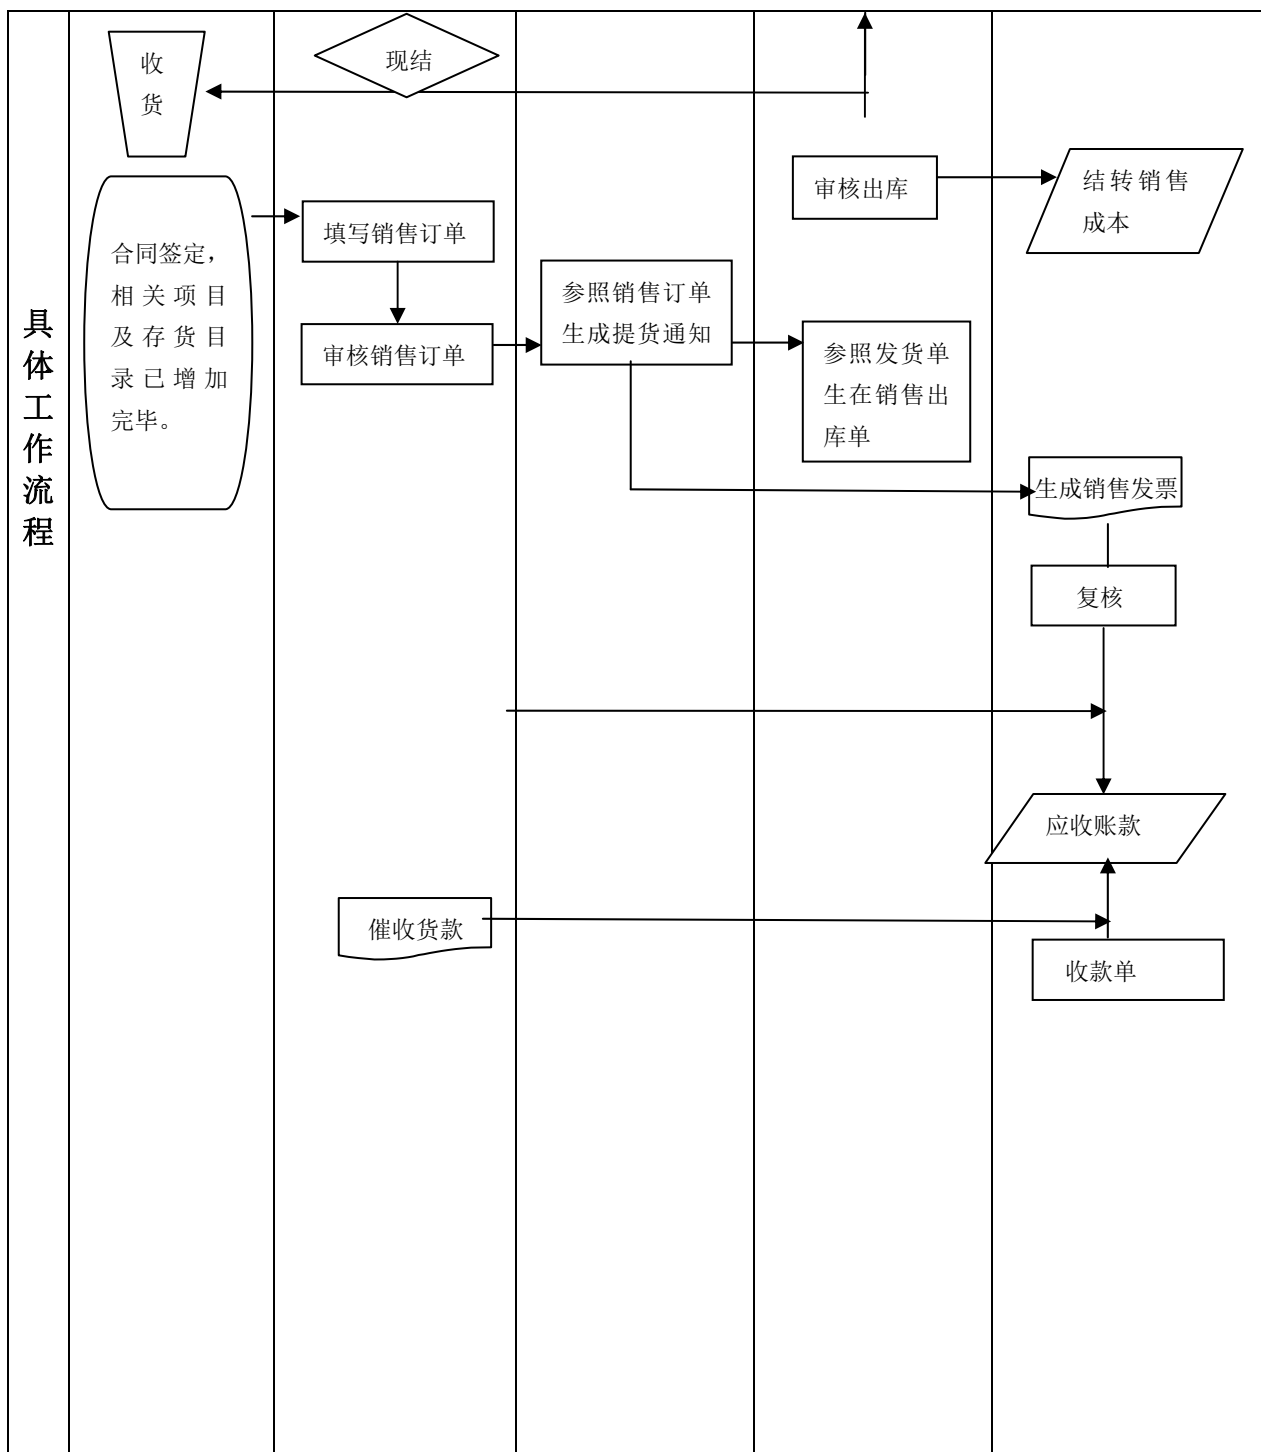 具
体
工
作
流
程
收
货
合同签定，
相关项目
及存货目
录已增加
完毕。
现结
填写销售订单
审核销售订单
催收货款
参照销售订单
生成提货通知
审核出库
参照发货单
生在销售出
库单
结转销售
成本
生成销售发票
复核
应收账款
收款单